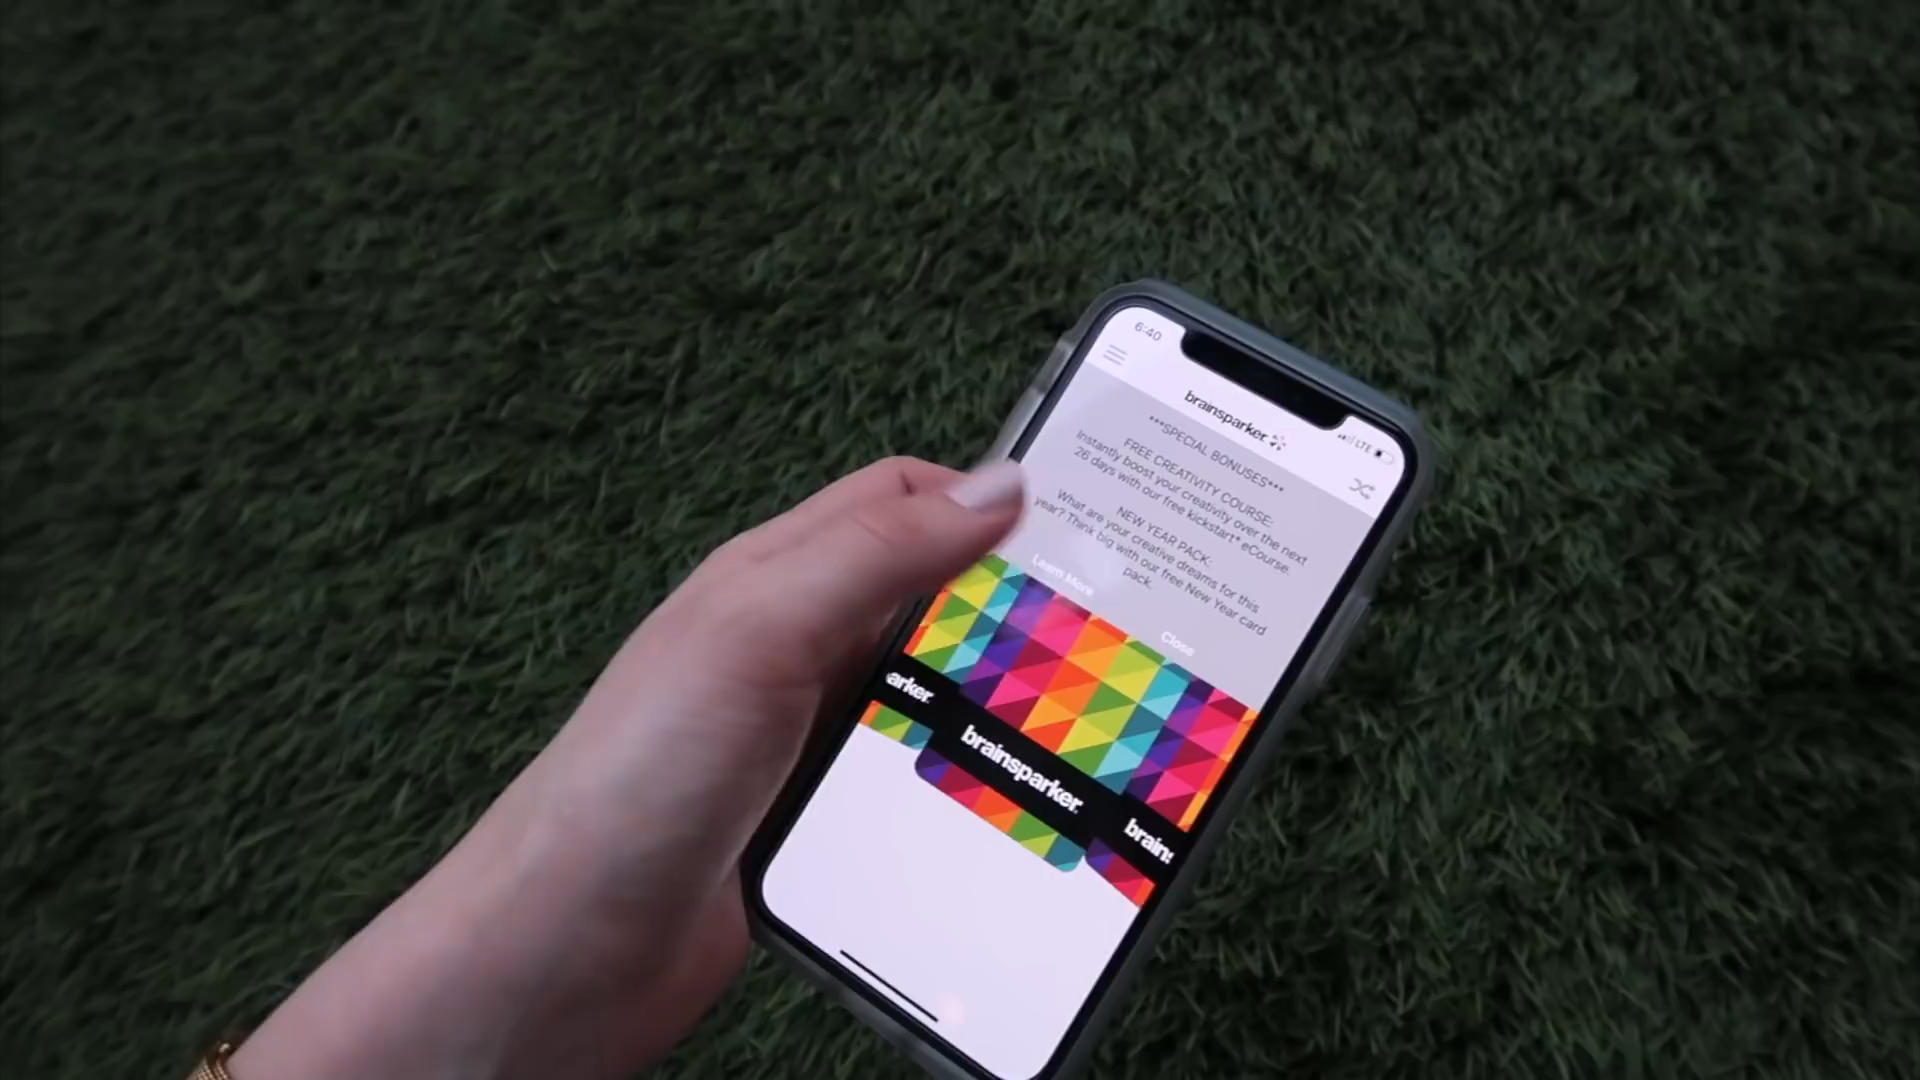 6:40
LTE
brainsparker
***SPECIAL BONUSES***
FREE CREATIVITY COURSE:
Instantly boost your creativity over the next
26 days with our free kickstart* eCourse.
NEW YEAR PACK:
What are your creative dreams for this
year? Think big with our free New Year card
pack.
Learn More
Close
arker.
brainsparker.
brains